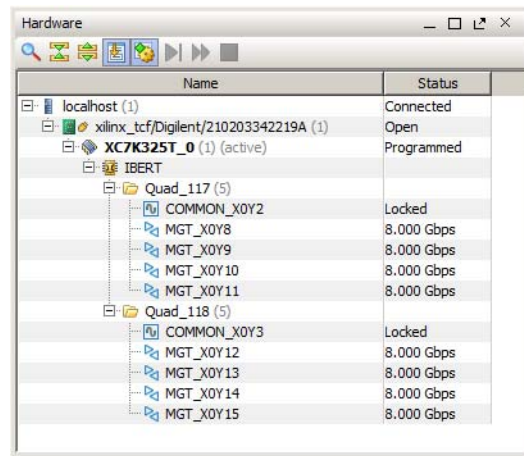 Hardware
Name Status
localhost (1) Connected
xilinx_tcf/Digilent/210203342219A (1) Open
XC7K325T_0 (1) (active) Programmed
IBERT
Quad_117 (5)
COMMON_X0Y2 Locked
MGT_X0Y8 8.000 Gbps
MGT_X0Y9 8.000 Gbps
MGT_X0Y10 8.000 Gbps
MGT_X0Y11 8.000 Gbps
Quad_118 (5)
COMMON_X0Y3 Locked
MGT_X0Y12 8.000 Gbps
MGT_X0Y13 8.000 Gbps
MGT_X0Y14 8.000 Gbps
MGT_X0Y15 8.000 Gbps